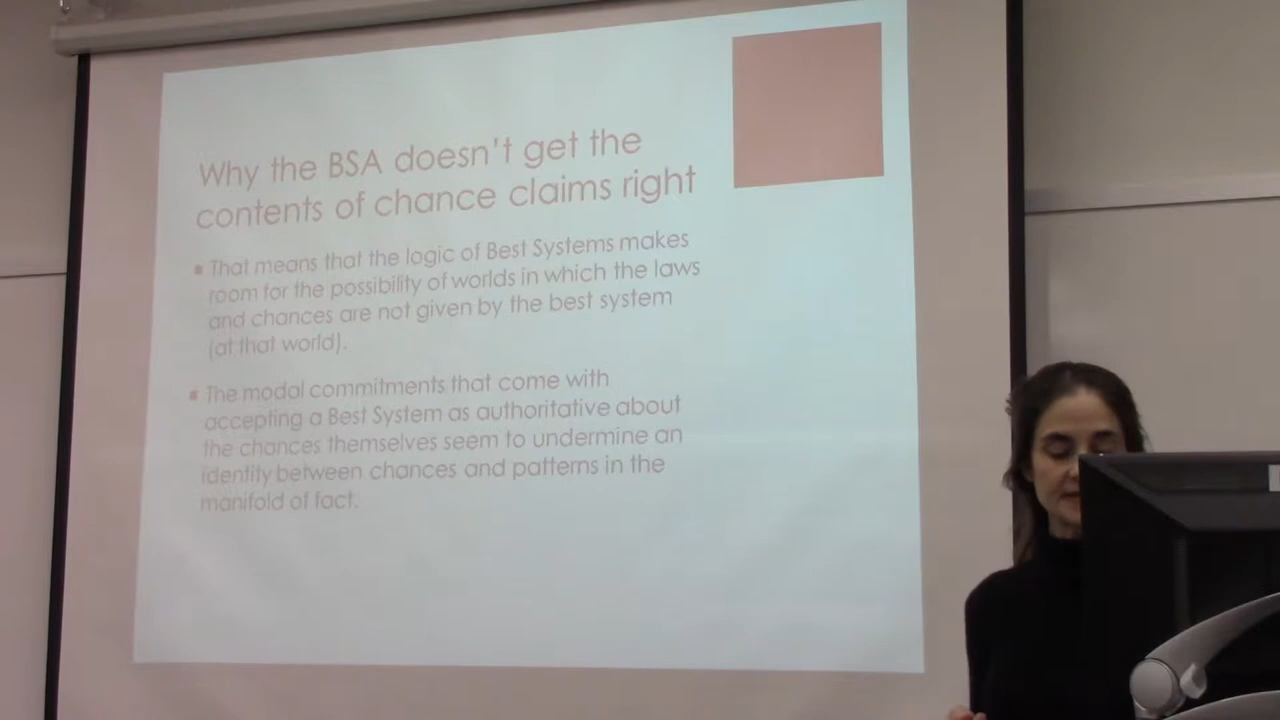 Why the BSA doesn't get the
contents of chance claims right
▪ That means that the logic of Best Systems makes
room for the possibility of worlds in which the laws
and chances are not given by the best system
(at that world).
▪ The modal commitments that come with
accepting a Best System as authoritative about
the chances themselves seem to undermine an
identity between chances and patterns in the
manifold of fact.